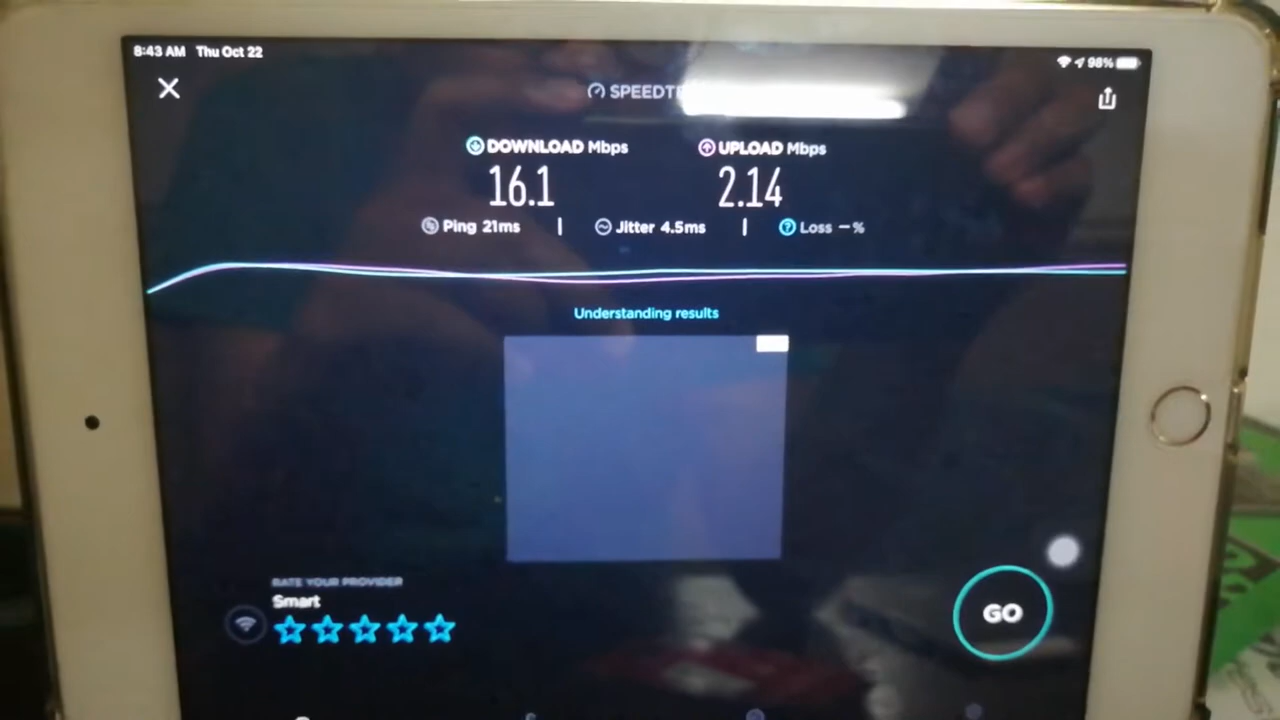 8:43 AM Thu Oct 22
98%
SPEEDTE
DOWNLOAD Mbps
UPLOAD Mbps
16.1
2.14
Ping 21ms
Jitter 4.5ms
Loss – %
Understanding results
RATE YOUR PROVIDER
Smart
GO